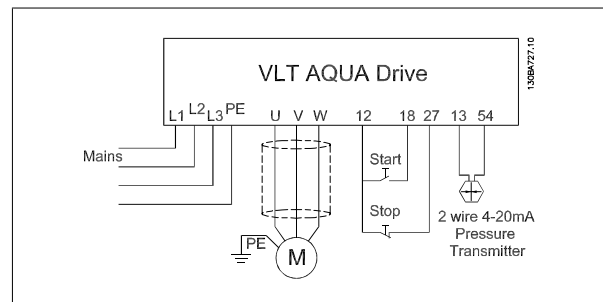 130BA727.10
VLT AQUA Drive
L1 L2 L3 PE U V W 12 18 27 13 54
Mains
Start
Stop
2 wire 4-20mA
Pressure
Transmitter
PE
M